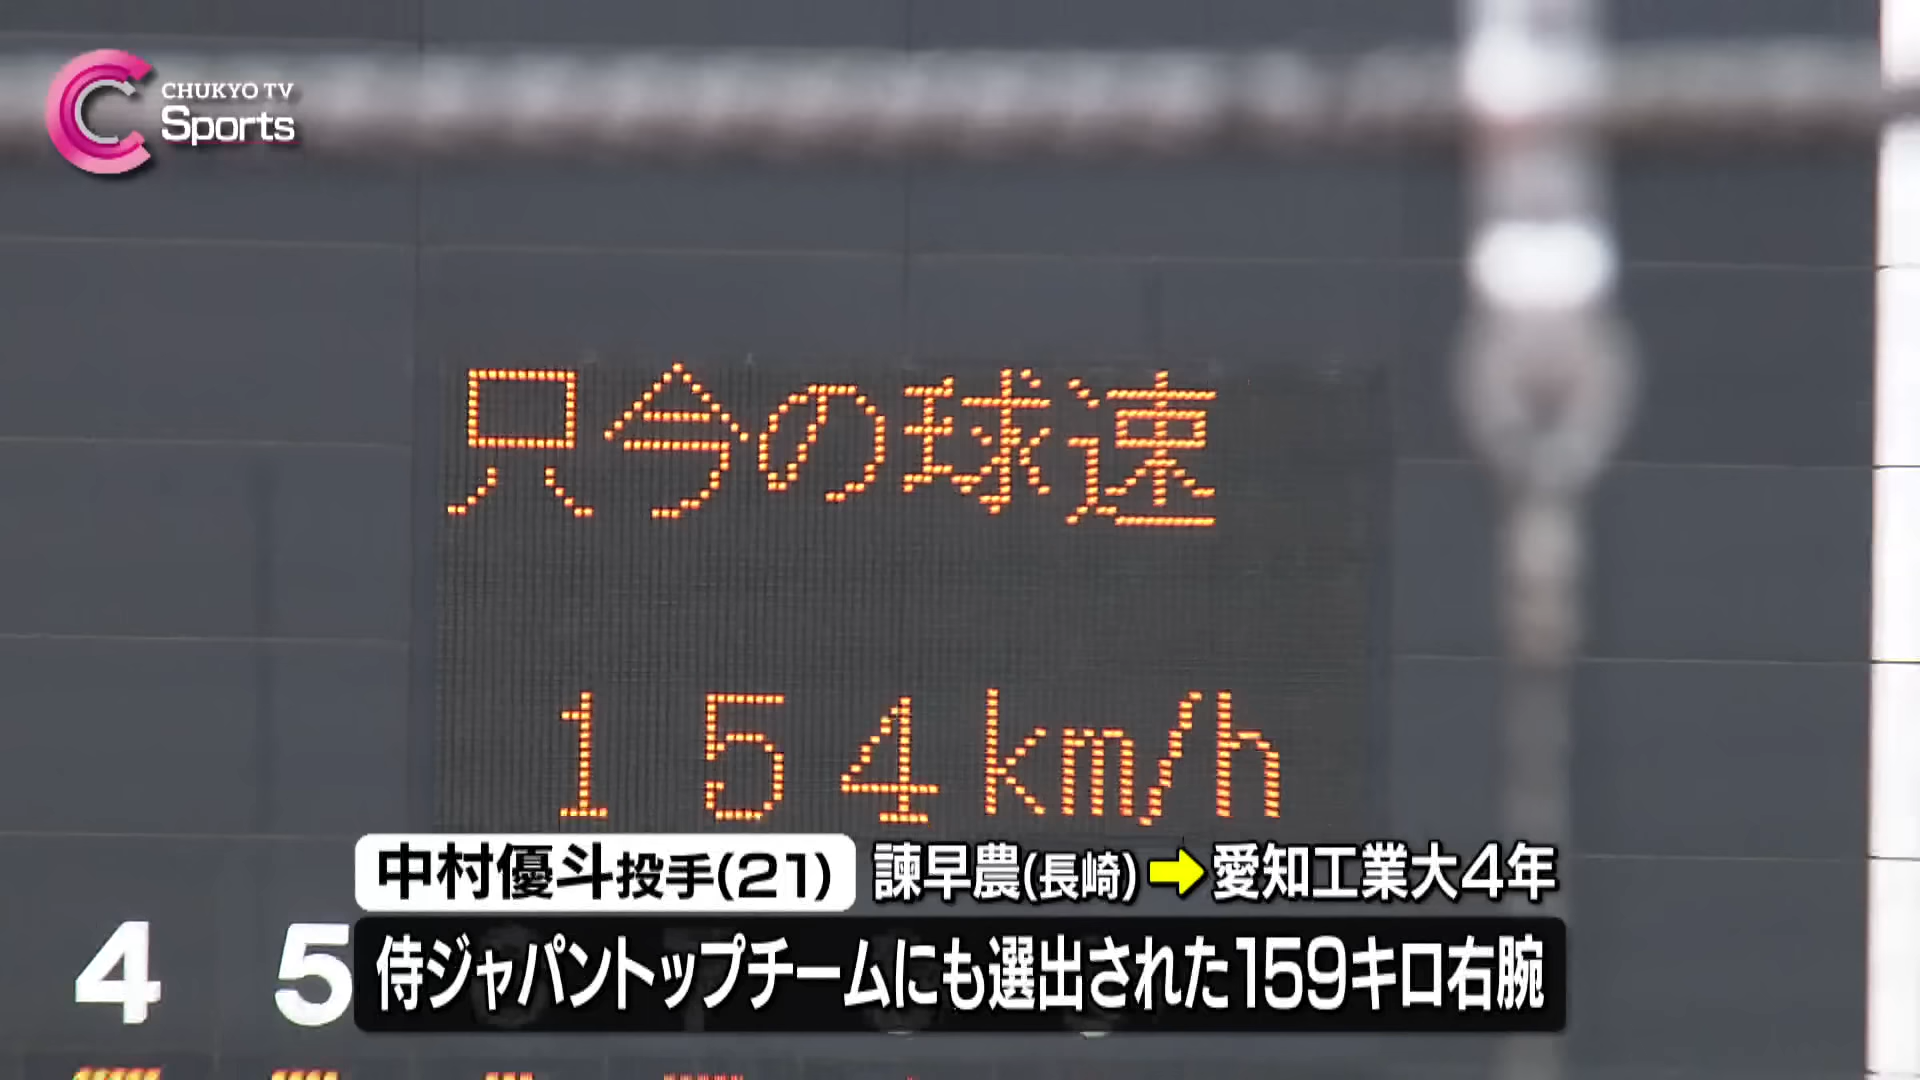 CHUKYO TV
Sports
只今の球速
154km/h
中村優斗投手(21) 諫早農(長崎)➡愛知工業大4年
4 5
侍ジャパントップチームにも選出された159キロ右腕